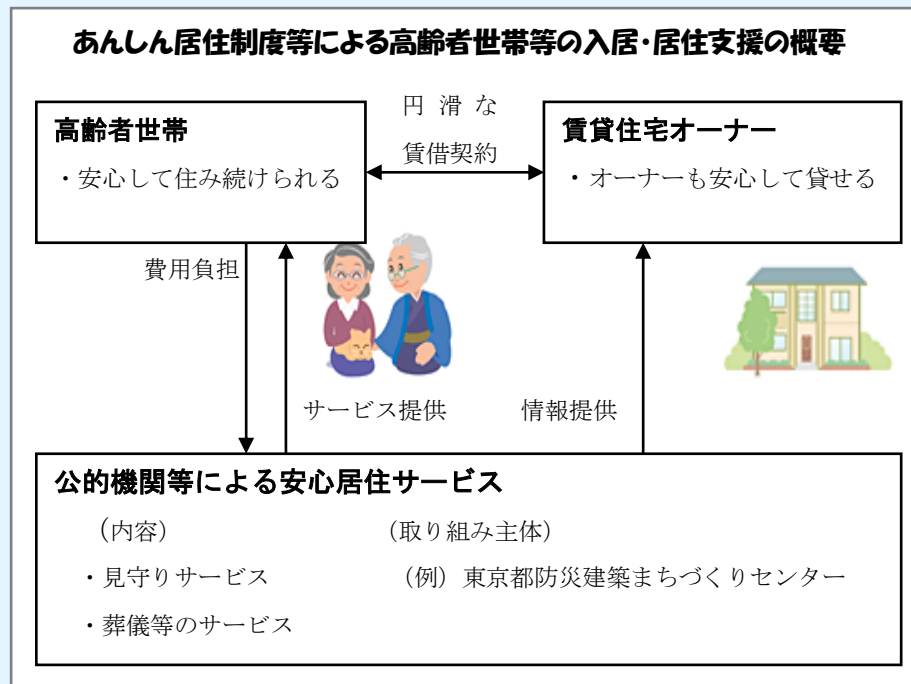 あんしん居住制度等による高齢者世帯等の入居・居住支援の概要
高齢者世帯
・安心して住み続けられる
円滑な
賃借契約
賃貸住宅オーナー
・オーナーも安心して貸せる
費用負担
サービス提供
情報提供
公的機関等による安心居住サービス
（内容）
（取り組み主体）
・見守りサービス
（例）東京都防災建築まちづくりセンター
・葬儀等のサービス